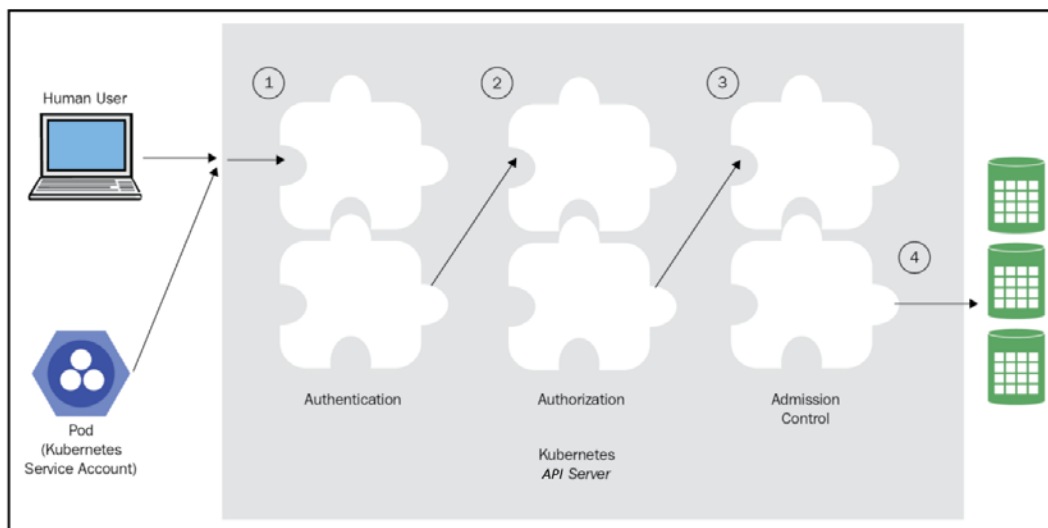 1
2
3
Human User
4
Authentication
Authorization
Admission
Control
Pod
(Kubernetes
Service Account)
Kubernetes
API Server